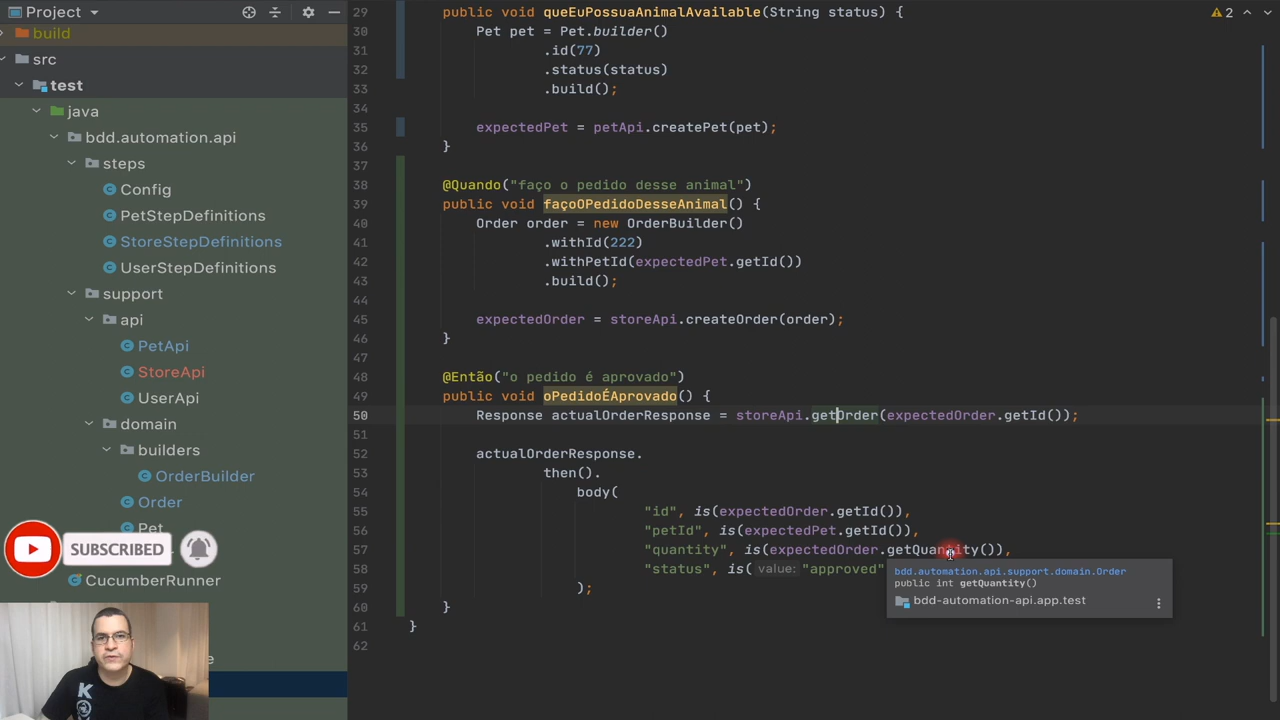 Project
build
src
test
java
bdd.automation.api
steps
Config
PetStepDefinitions
StoreStepDefinitions
UserStepDefinitions
support
api
PetApi
StoreApi
UserApi
domain
builders
OrderBuilder
Order
Pet
SUBSCRIBED
CucumberRunner
29 public void queEuPossuaAnimalAvailable(String status) {
30 Pet pet = Pet.builder()
31 .id(77)
32 .status(status)
33 .build();
34
35 expectedPet = petApi.createPet(pet);
36 }
37
38 @Quando("faço o pedido desse animal")
39 public void façoOPedidoDesseAnimal() {
40 Order order = new OrderBuilder()
41 .withId(222)
42 .withPetId(expectedPet.getId())
43 .build();
44
45 expectedOrder = storeApi.createOrder(order);
46 }
47
48 @Então("o pedido é aprovado")
49 public void oPedidoÉAprovado() {
50 Response actualOrderResponse = storeApi.getOrder(expectedOrder.getId());
51
52 actualOrderResponse.
53 then().
54 body(
55 "id", is(expectedOrder.getId()),
56 "petId", is(expectedPet.getId()),
57 "quantity", is(expectedOrder.getQuantity()),
58 "status", is( value: "approved"
59 );
60 }
61 }
62
2
bdd.automation.api.support.domain.Order
public int getQuantity()
bdd-automation-api.app.test